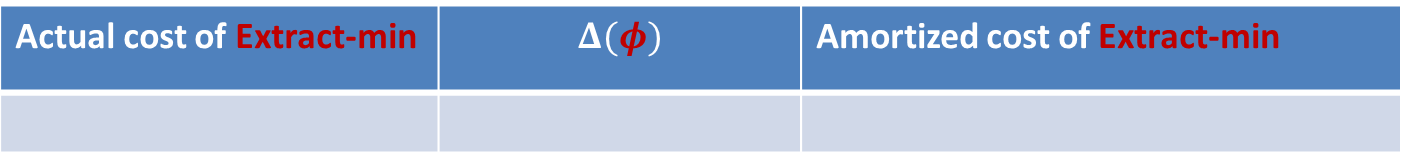 Actual cost of Extract-min Δ(ϕ) Amortized cost of Extract-min